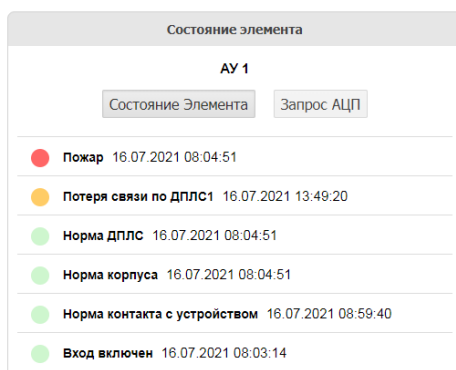 Состояние элемента
АУ 1
Состояние Элемента Запрос АЦП
Пожар 16.07.2021 08:04:51
Потеря связи по ДПЛС1 16.07.2021 13:49:20
Норма ДПЛС 16.07.2021 08:04:51
Норма корпуса 16.07.2021 08:04:51
Норма контакта с устройством 16.07.2021 08:59:40
Вход включен 16.07.2021 08:03:14